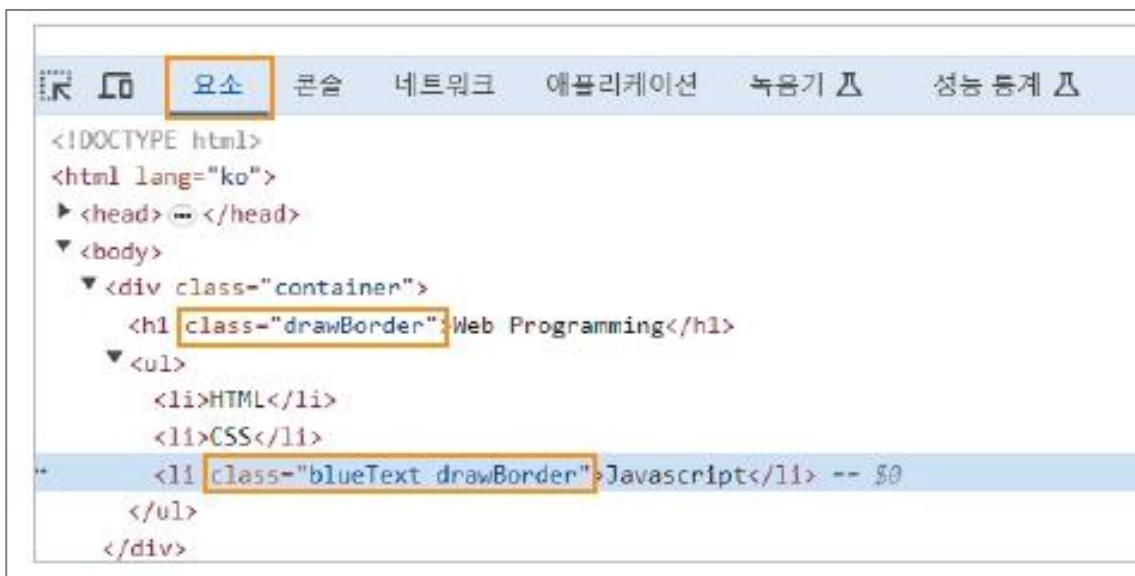 요소 콘솔 네트워크 애플리케이션 녹음기 성능 통계
<!DOCTYPE html>
<html lang="ko">
<head> ••• </head>
<body>
<div class="container">
<h1 class="drawBorder">Web Programming</h1>
<ul>
<li>HTML</li>
<li>CSS</li>
<li class="blueText drawBorder">Javascript</li> == $0
</ul>
</div>